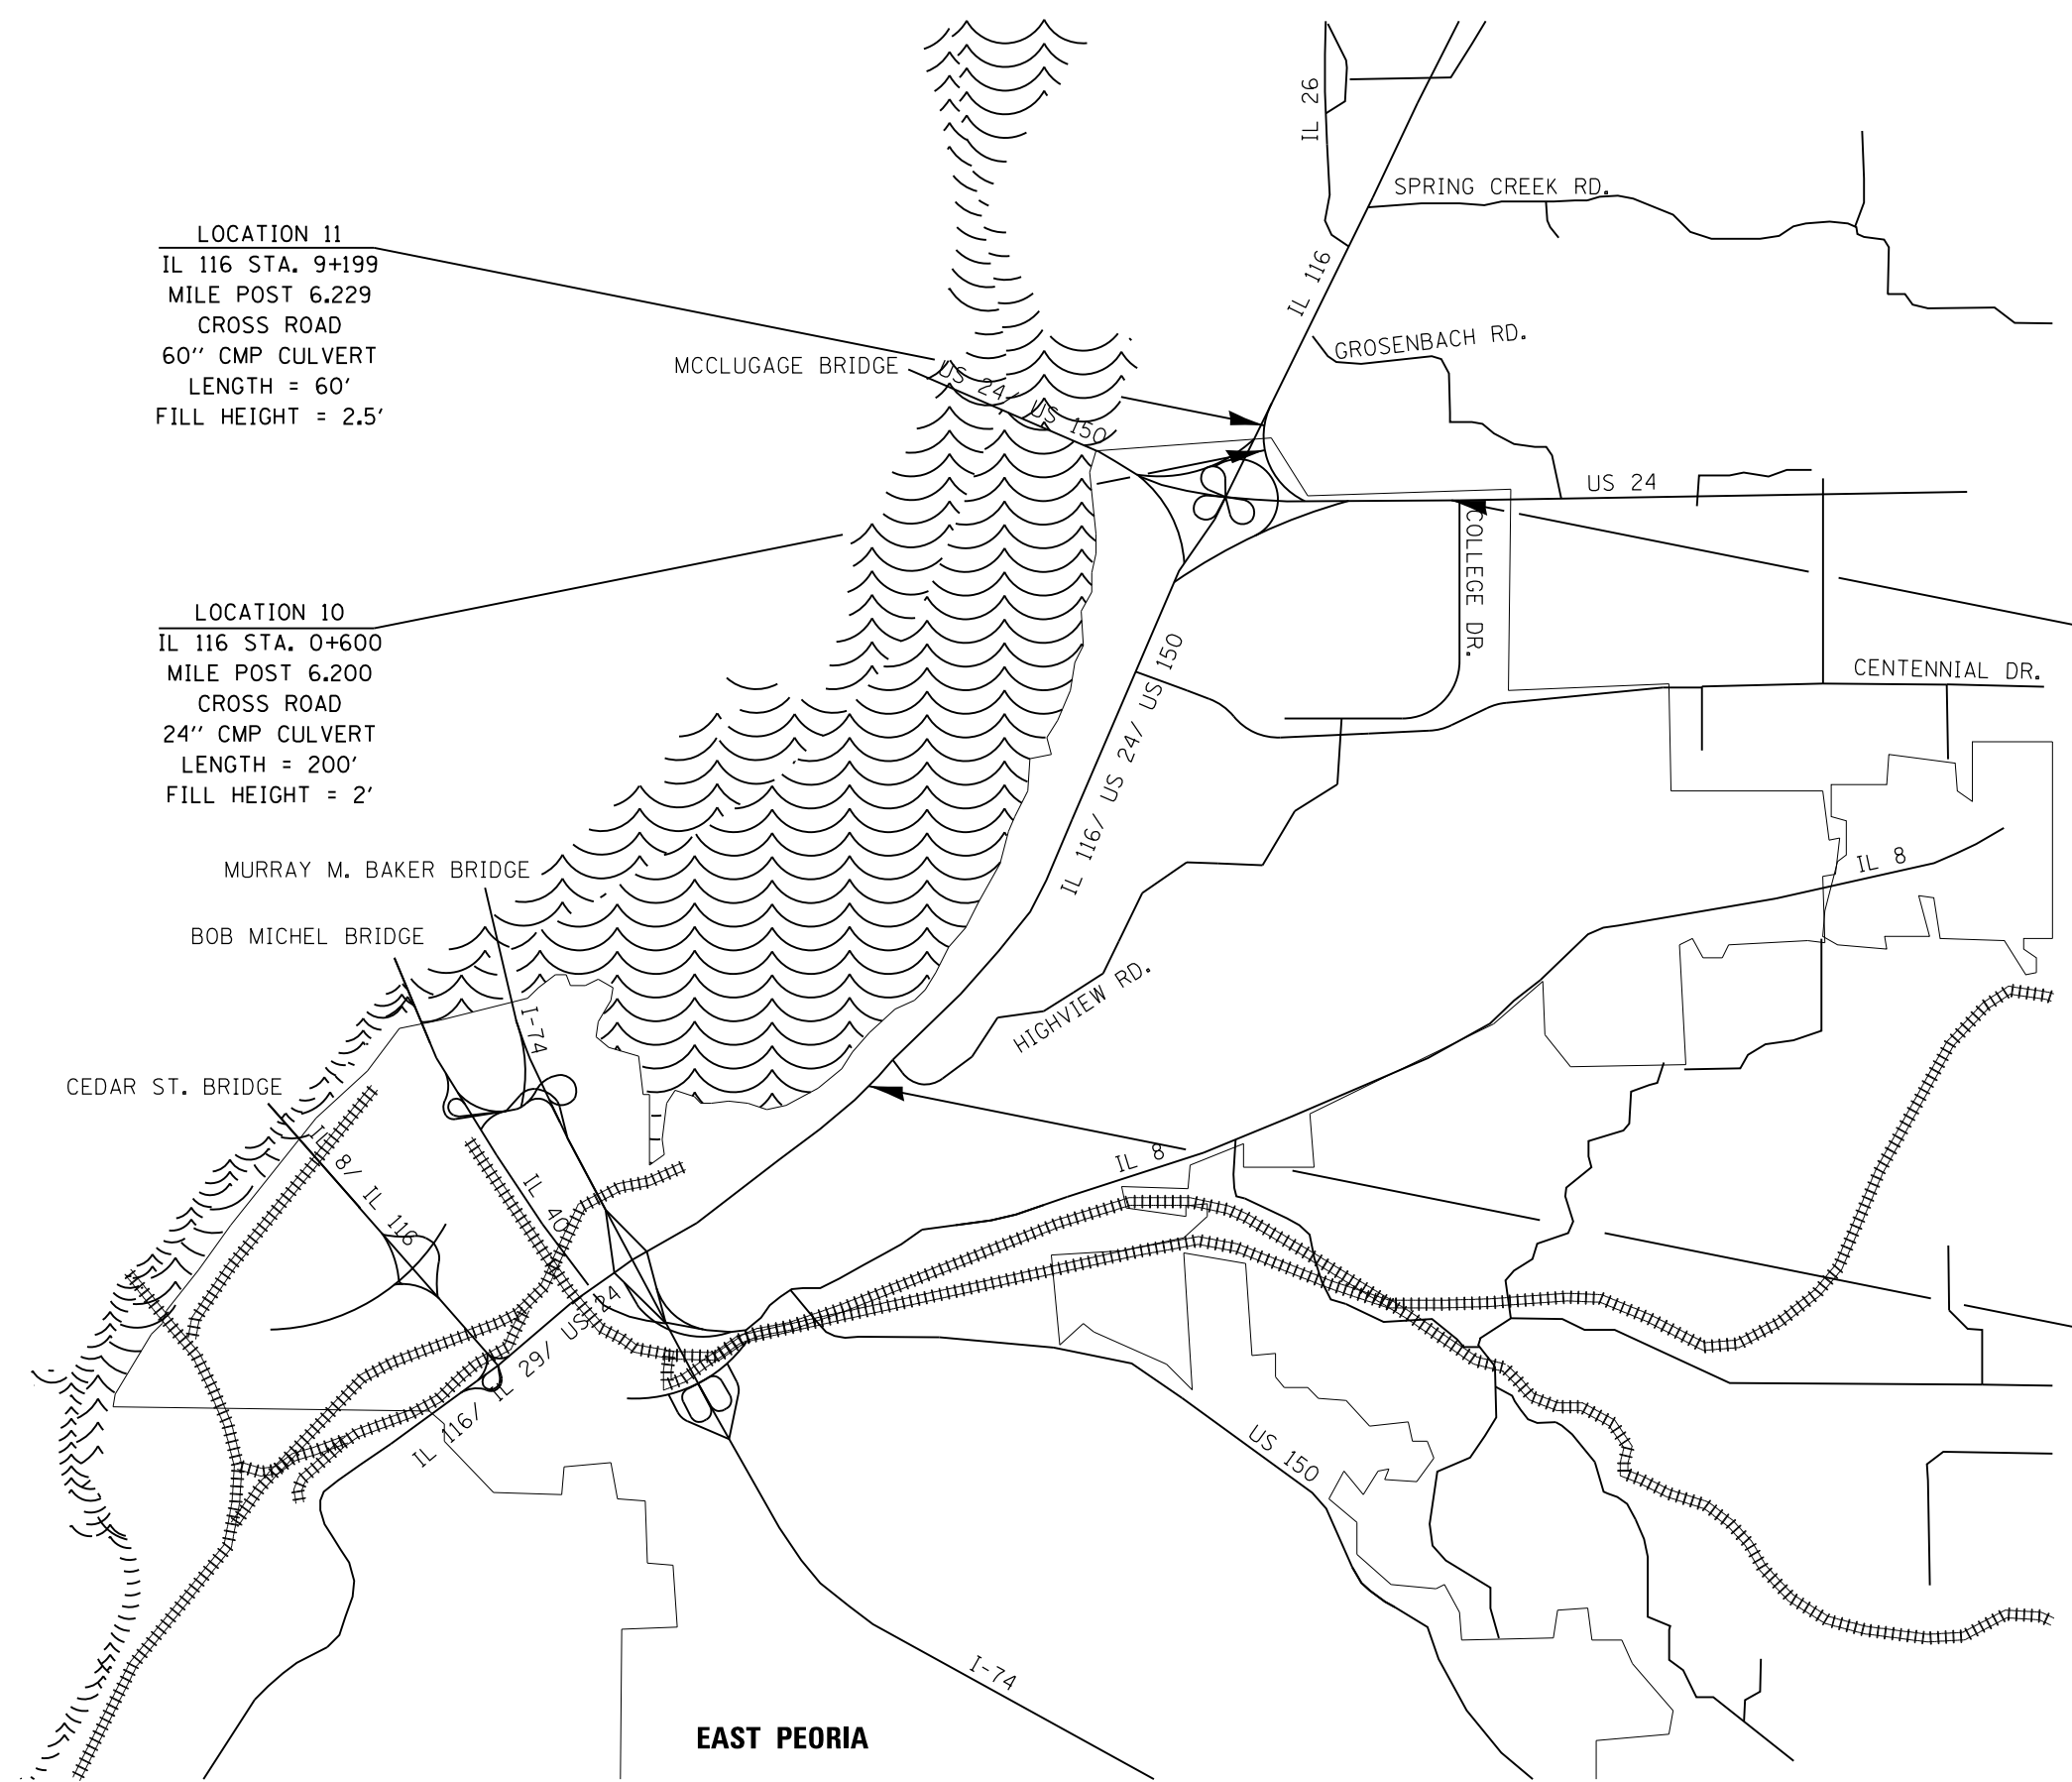 IL 26
SPRING CREEK RD.
LOCATION 11
IL 116 STA. 9+199
MILE POST 6.229
CROSS ROAD
60'' CMP CULVERT
LENGTH = 60'
FILL HEIGHT = 2.5'
IL 116
GROSENBACH RD.
MCCLUGAGE BRIDGE
US 24/ US 150
US 24
COLLEGE DR.
LOCATION 10
IL 116 STA. 0+600
MILE POST 6.200
CROSS ROAD
24'' CMP CULVERT
LENGTH = 200'
FILL HEIGHT = 2'
CENTENNIAL DR.
IL 116/ US 24/ US 150
MURRAY M. BAKER BRIDGE
IL 8
BOB MICHEL BRIDGE
HIGHVIEW RD.
I-74
CEDAR ST. BRIDGE
IL 8/ IL 116
IL 8
IL 40
IL 116/ IL 29/ US 24
US 150
I-74
EAST PEORIA